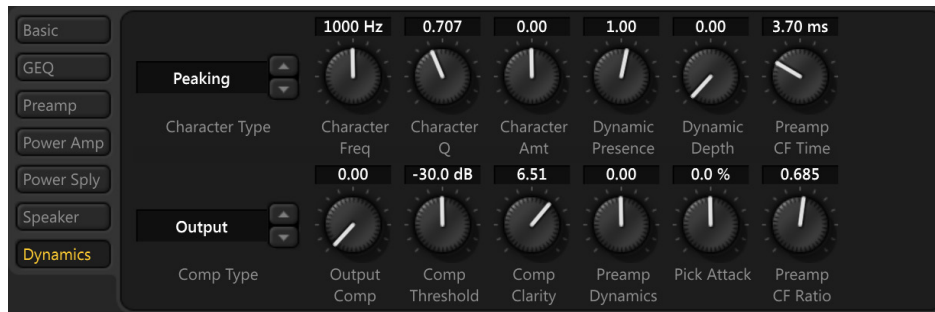 Basic
GEQ
Preamp
Power Amp
Power Sply
Speaker
Dynamics
1000 Hz 0.707 0.00 1.00 0.00 3.70 ms
Peaking
Character Type
Character Freq
Character Q
Character Amt
Dynamic Presence
Dynamic Depth
Preamp CF Time
0.00 -30.0 dB 6.51 0.00 0.0 % 0.685
Output
Comp Type
Output Comp
Comp Threshold
Comp Clarity
Preamp Dynamics
Pick Attack
Preamp CF Ratio